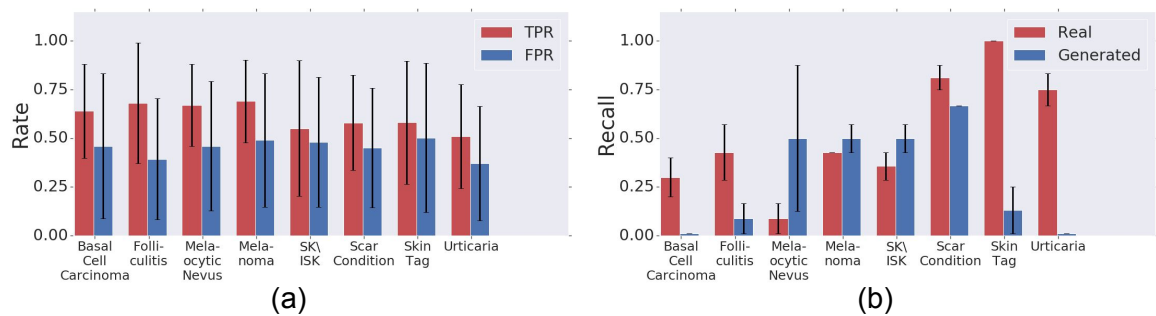 1.00
0.75
0.50
0.25
0.00
Rate
TPR
FPR
Basal
Cell
Carcinoma
Folli-
culitis
Mela-
ocytic
Nevus
Mela-
noma
SK\
ISK
Scar
Condition
Skin
Tag
Urticaria
(a)
1.00
0.75
0.50
0.25
0.00
Recall
Real
Generated
Basal
Cell
Carcinoma
Folli-
culitis
Mela-
ocytic
Nevus
Mela-
noma
SK\
ISK
Scar
Condition
Skin
Tag
Urticaria
(b)